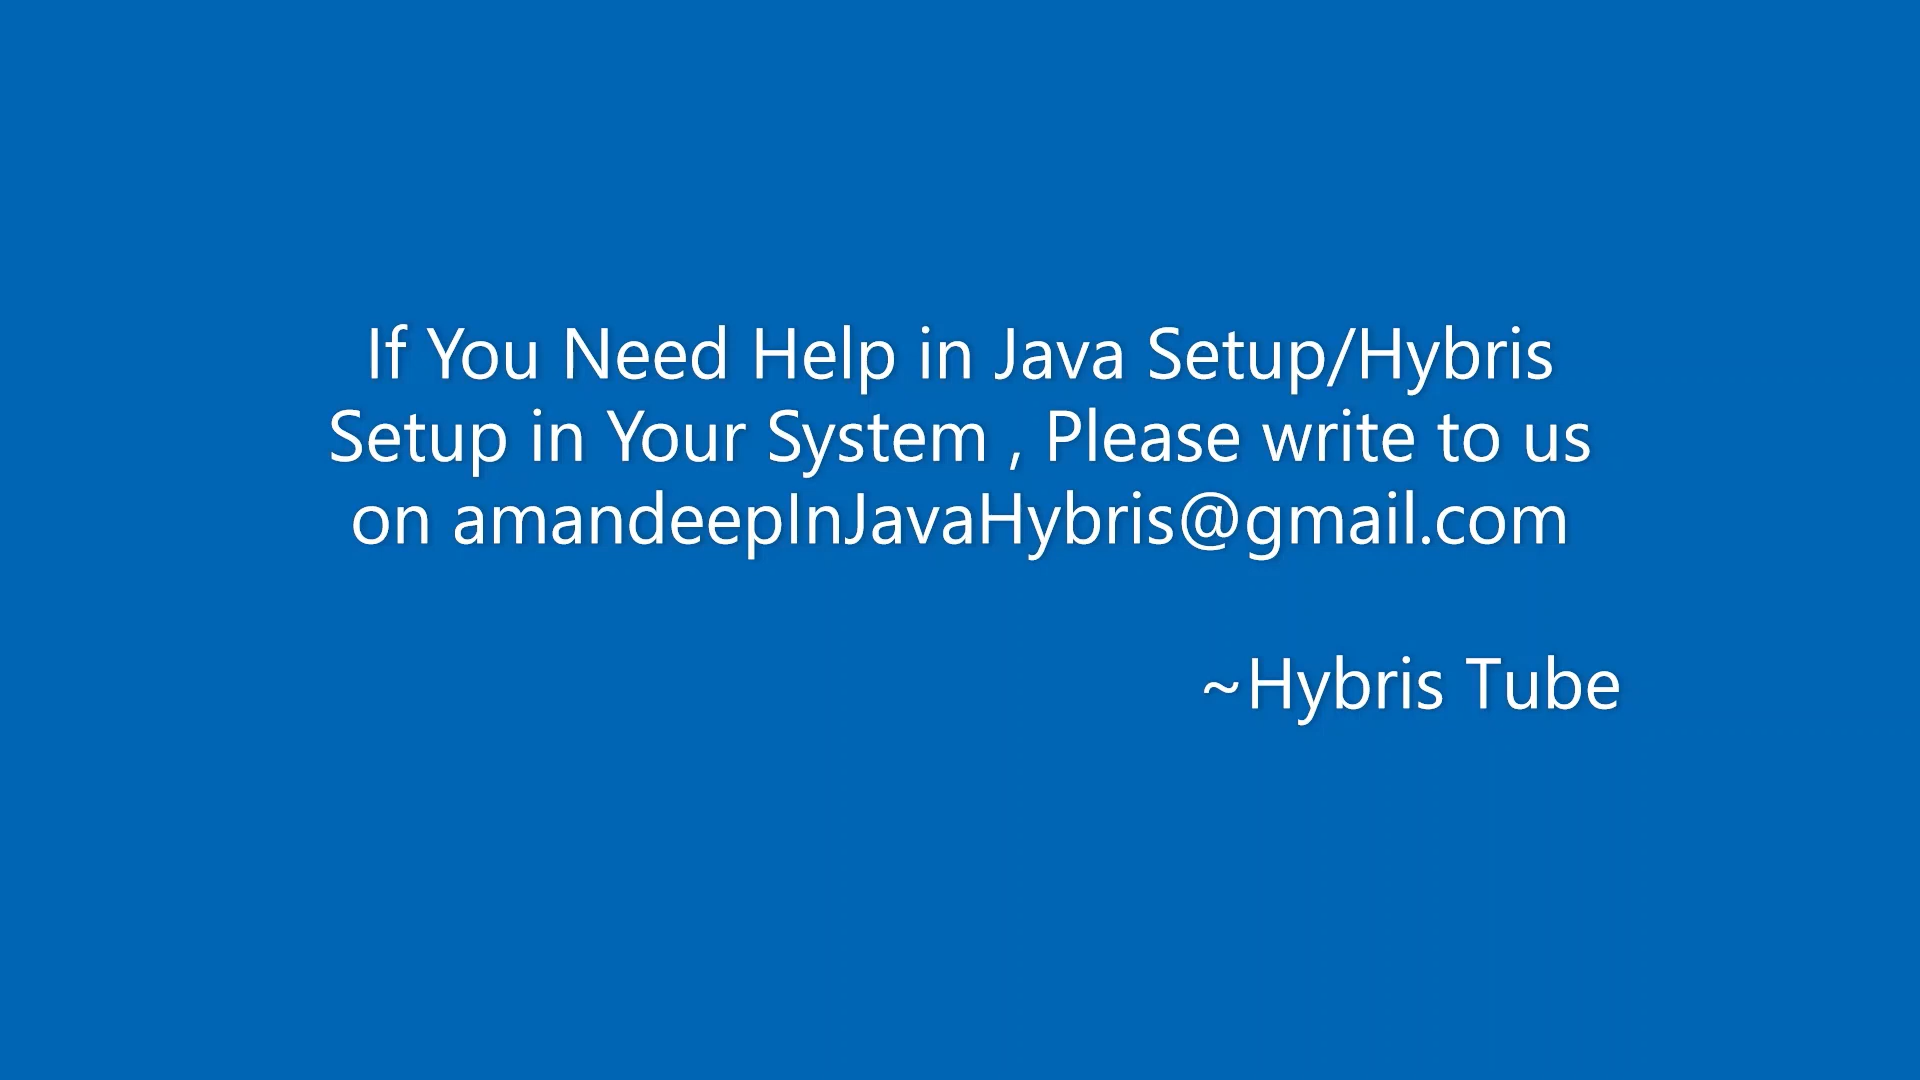 If You Need Help in Java Setup/Hybris
Setup in Your System , Please write to us
on amandeepInJavaHybris@gmail.com
~Hybris Tube